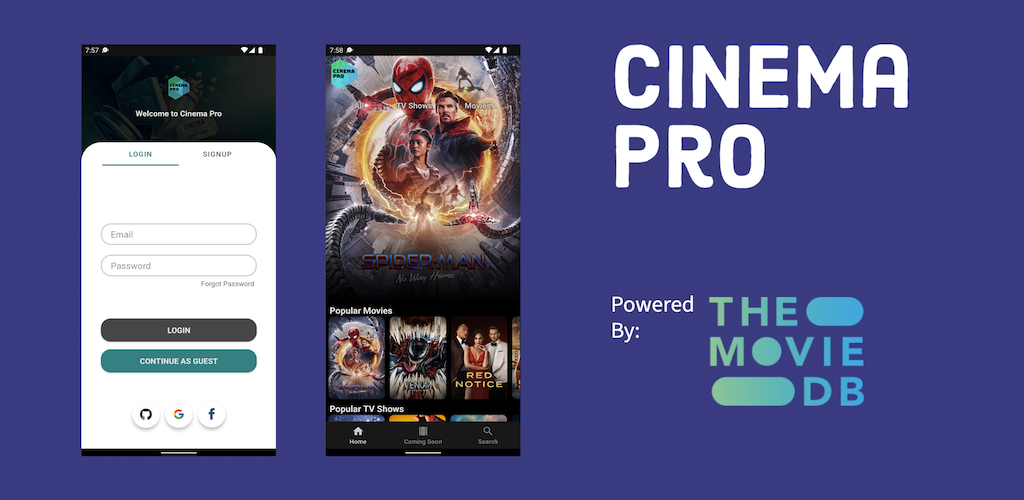 7:57
CINEMA
PRO
Welcome to Cinema Pro
LOGIN
SIGNUP
Email
Password
Forgot Password
LOGIN
CONTINUE AS GUEST
7:58
CINEMA
PRO
All
TV Shows
Movies
SPIDER-MAN
No Way Home
Popular Movies
VENOM
RED
NOTICE
Popular TV Shows
Home
Coming Soon
Search
CINEMA
PRO
Powered
By:
THE
MOVIE
DB